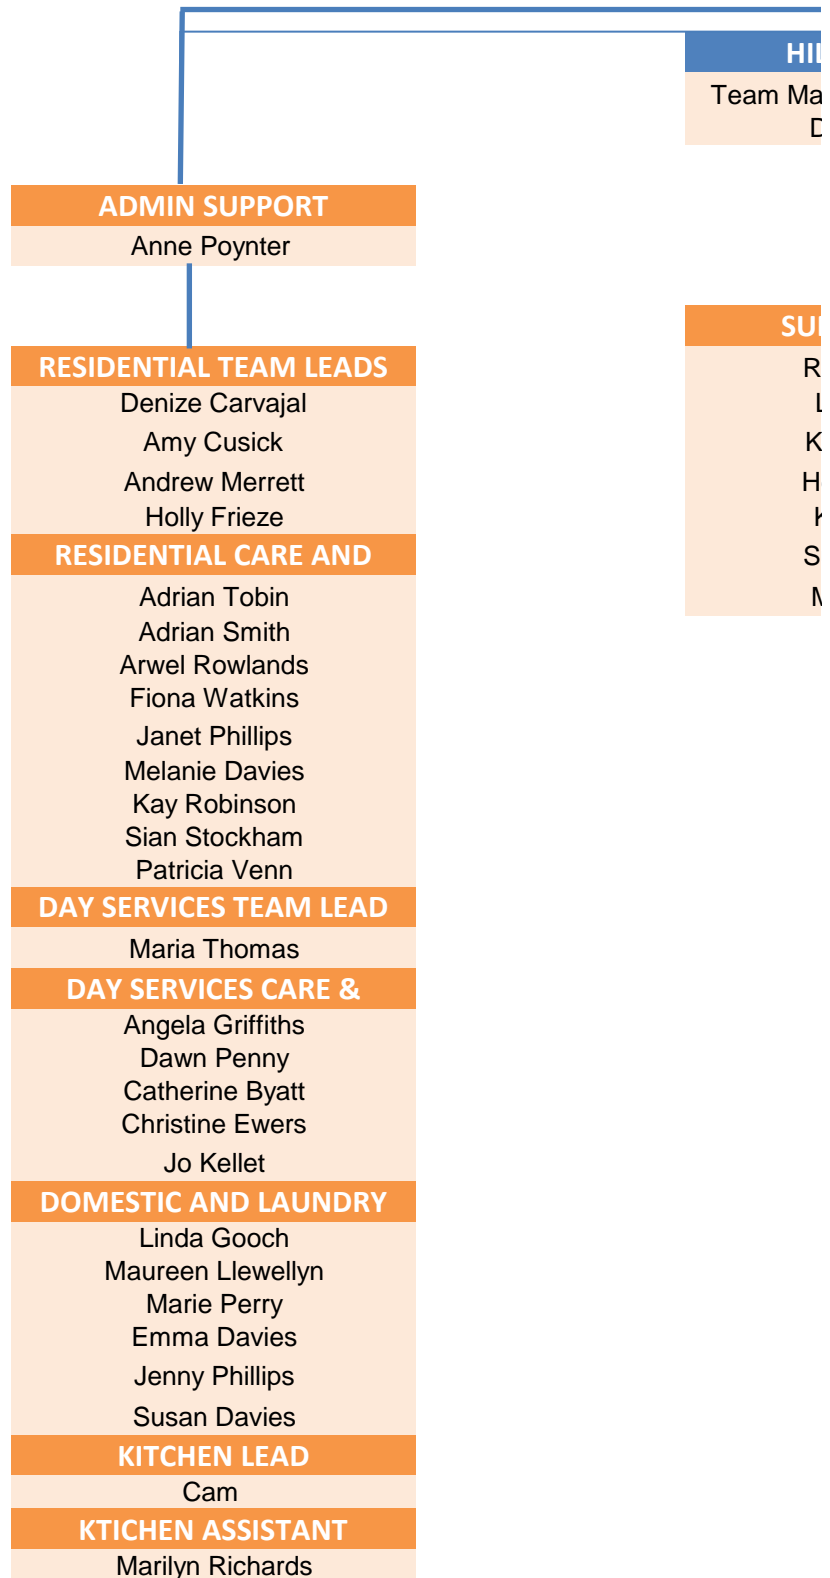 HIL
Team Ma
D
ADMIN SUPPORT
Anne Poynter
RESIDENTIAL TEAM LEADS
Denize Carvajal
Amy Cusick
Andrew Merrett
Holly Frieze
RESIDENTIAL CARE AND
Adrian Tobin
Adrian Smith
Arwel Rowlands
Fiona Watkins
Janet Phillips
Melanie Davies
Kay Robinson
Sian Stockham
Patricia Venn
DAY SERVICES TEAM LEAD
Maria Thomas
DAY SERVICES CARE &
Angela Griffiths
Dawn Penny
Catherine Byatt
Christine Ewers
Jo Kellet
DOMESTIC AND LAUNDRY
Linda Gooch
Maureen Llewellyn
Marie Perry
Emma Davies
Jenny Phillips
Susan Davies
KITCHEN LEAD
Cam
KTICHEN ASSISTANT
Marilyn Richards
SU
R
L
K
H
K
S
M